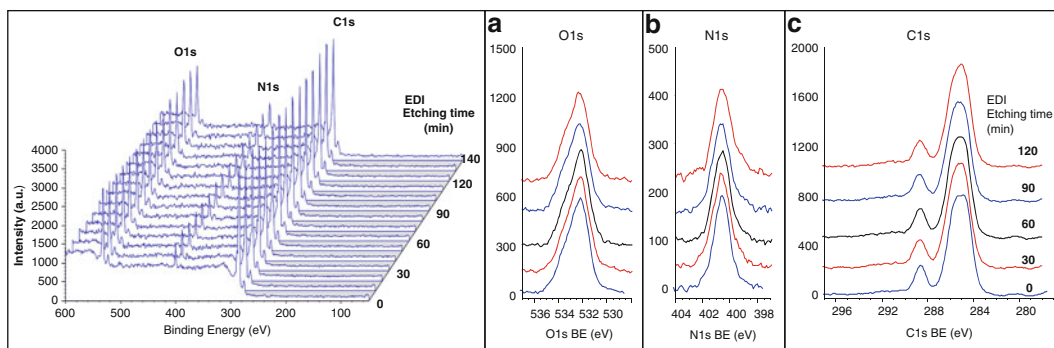 O1s
N1s
C1s
EDI
Etching time
(min)
Intensity (a.u.)
4000
3500
3000
2500
2000
1500
1000
500
0
600
500
400
300
200
100
0
Binding Energy (eV)
140
120
90
60
30
0
a
O1s
1500
1200
900
600
300
0
536
534
532
530
O1s BE (eV)
b
N1s
500
400
300
200
100
0
404
402
400
398
N1s BE (eV)
c
C1s
2000
1600
1200
800
400
0
296
292
288
284
280
C1s BE (eV)
EDI
Etching time
(min)
120
90
60
30
0